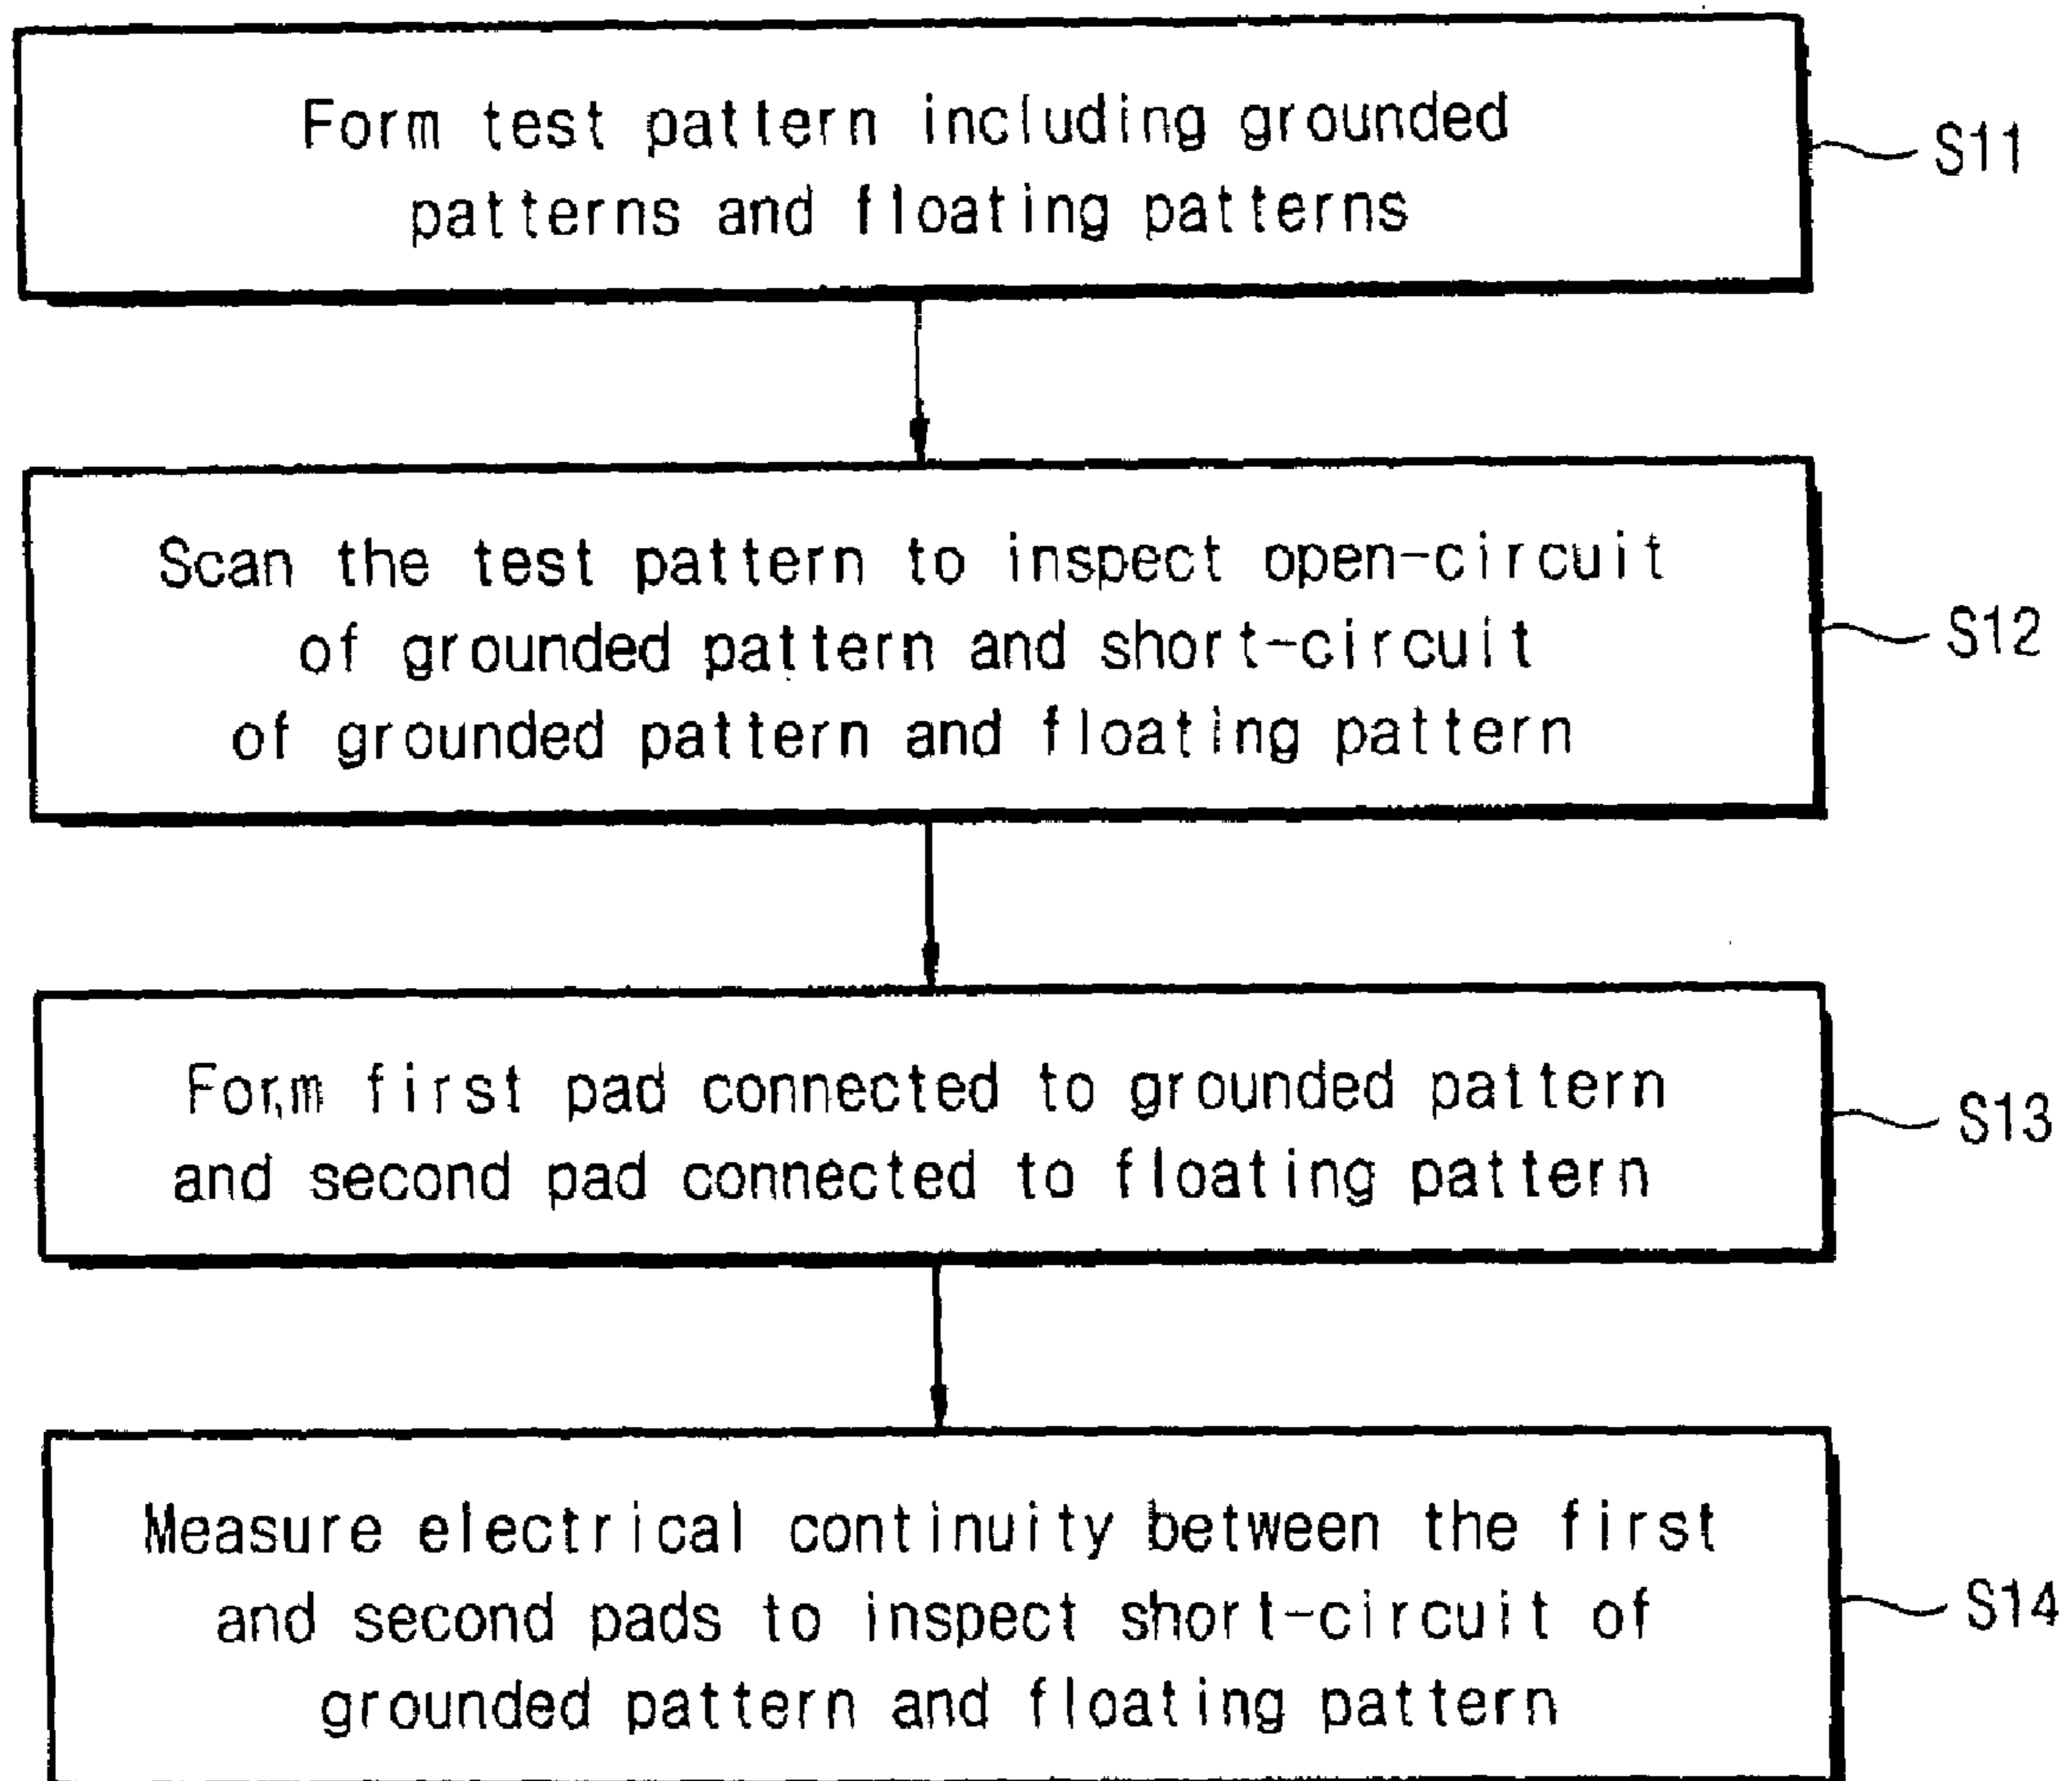 Form test pattern including grounded
patterns and floating patterns
S11
Scan the test pattern to inspect open-circuit
of grounded pattern and short-circuit
of grounded pattern and floating pattern
S12
Form first pad connected to grounded pattern
and second pad connected to floating pattern
S13
Measure electrical continuity between the first
and second pads to inspect short-circuit of
grounded pattern and floating pattern
S14